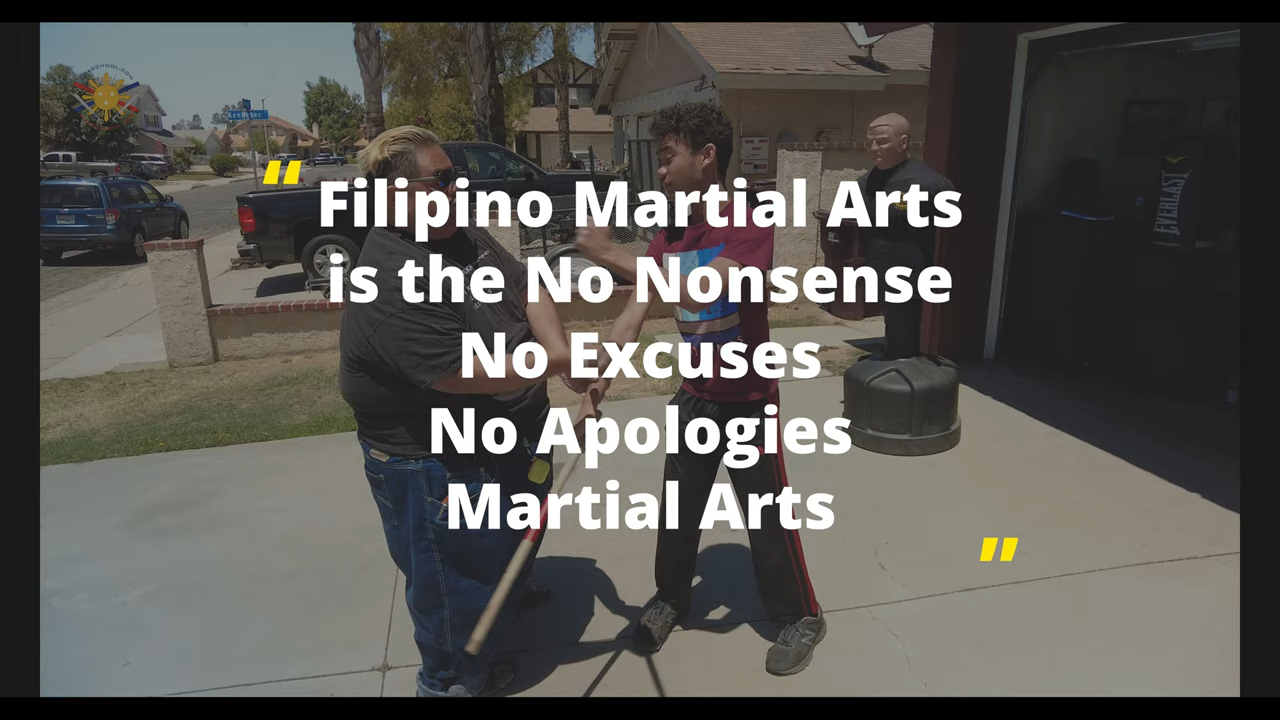 “
Filipino Martial Arts
is the No Nonsense
No Excuses
No Apologies
Martial Arts
”
EVERLAST